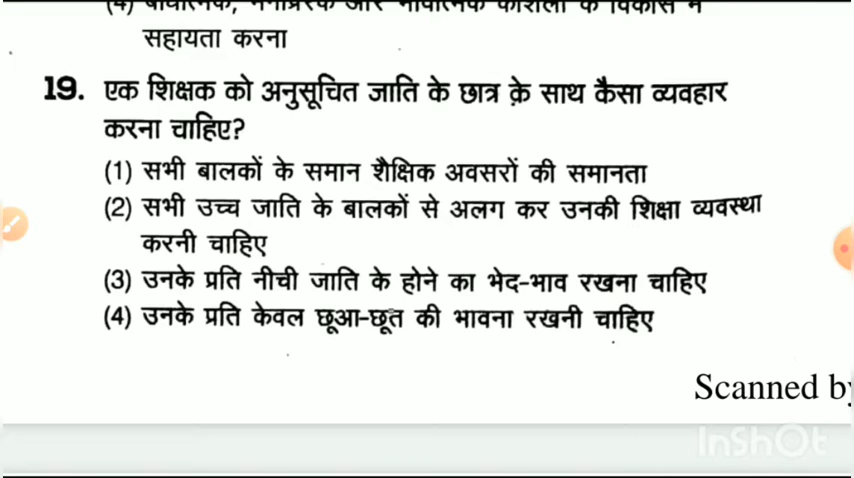 सहायता करना
19. एक शिक्षक को अनुसूचित जाति के छात्र के साथ कैसा व्यवहार
करना चाहिए?
(1) सभी बालकों के समान शैक्षिक अवसरों की समानता
(2) सभी उच्च जाति के बालकों से अलग कर उनकी शिक्षा व्यवस्था
करनी चाहिए
(3) उनके प्रति नीची जाति के होने का भेद-भाव रखना चाहिए
(4) उनके प्रति केवल छूआ-छूत की भावना रखनी चाहिए
Scanned by
InShOt